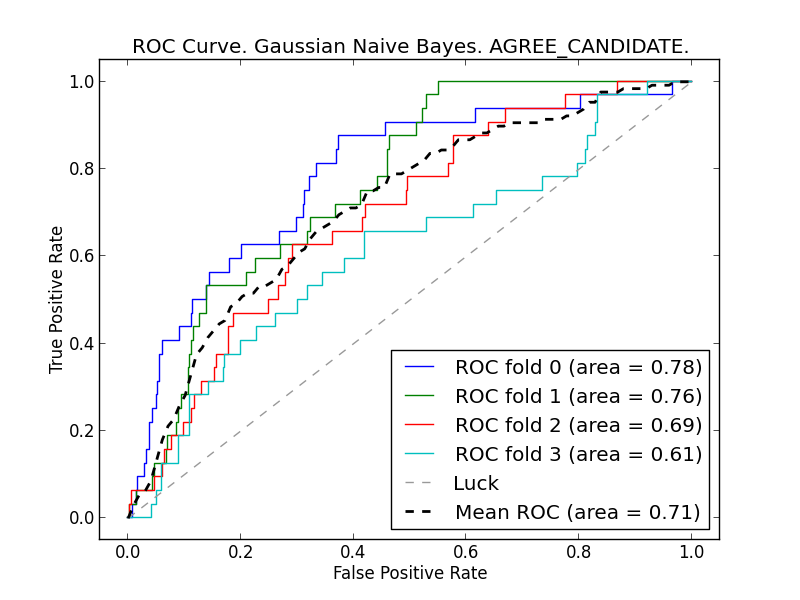 ROC Curve. Gaussian Naive Bayes. AGREE_CANDIDATE.
1.0
0.8
0.6
0.4
0.2
0.0
True Positive Rate
ROC fold 0 (area = 0.78)
ROC fold 1 (area = 0.76)
ROC fold 2 (area = 0.69)
ROC fold 3 (area = 0.61)
Luck
Mean ROC (area = 0.71)
0.0 0.2 0.4 0.6 0.8 1.0
False Positive Rate